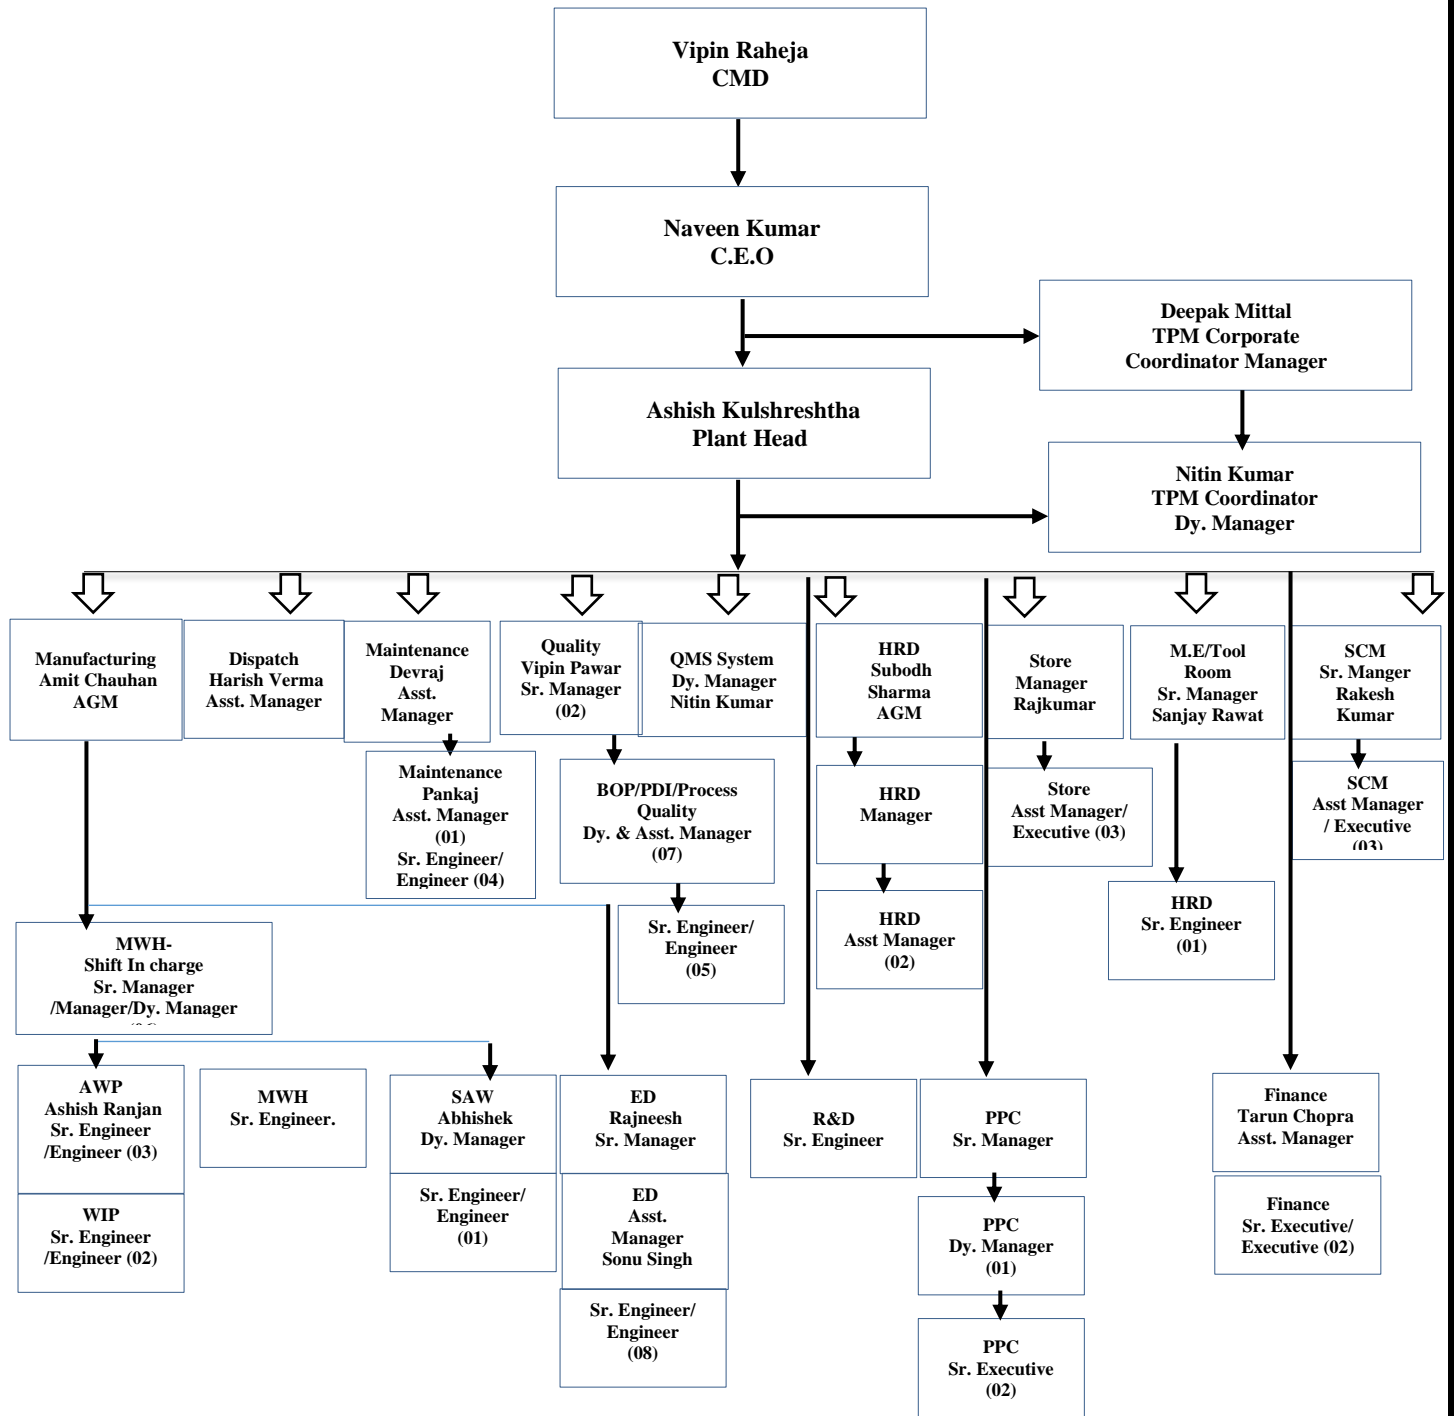 Vipin Raheja
CMD
Naveen Kumar
C.E.O
Deepak Mittal
TPM Corporate
Coordinator Manager
Ashish Kulshreshtha
Plant Head
Nitin Kumar
TPM Coordinator
Dy. Manager
Manufacturing
Amit Chauhan
AGM
Dispatch
Harish Verma
Asst. Manager
Maintenance
Devraj
Asst.
Manager
Quality
Vipin Pawar
Sr. Manager
(02)
QMS System
Dy. Manager
Nitin Kumar
HRD
Subodh
Sharma
AGM
Store
Manager
Rajkumar
M.E/Tool
Room
Sr. Manager
Sanjay Rawat
SCM
Sr. Manger
Rakesh
Kumar
Maintenance
Pankaj
Asst. Manager
(01)
Sr. Engineer/
Engineer (04)
BOP/PDI/Process
Quality
Dy. & Asst. Manager
(07)
HRD
Manager
Store
Asst Manager/
Executive (03)
SCM
Asst Manager
/ Executive
(03)
MWH-
Shift In charge
Sr. Manager
/Manager/Dy. Manager
Sr. Engineer/
Engineer
(05)
HRD
Asst Manager
(02)
HRD
Sr. Engineer
(01)
AWP
Ashish Ranjan
Sr. Engineer
/Engineer (03)
MWH
Sr. Engineer.
SAW
Abhishek
Dy. Manager
ED
Rajneesh
Sr. Manager
R&D
Sr. Engineer
PPC
Sr. Manager
Finance
Tarun Chopra
Asst. Manager
WIP
Sr. Engineer
/Engineer (02)
Sr. Engineer/
Engineer
(01)
ED
Asst.
Manager
Sonu Singh
PPC
Dy. Manager
(01)
Finance
Sr. Executive/
Executive (02)
Sr. Engineer/
Engineer
(08)
PPC
Sr. Executive
(02)